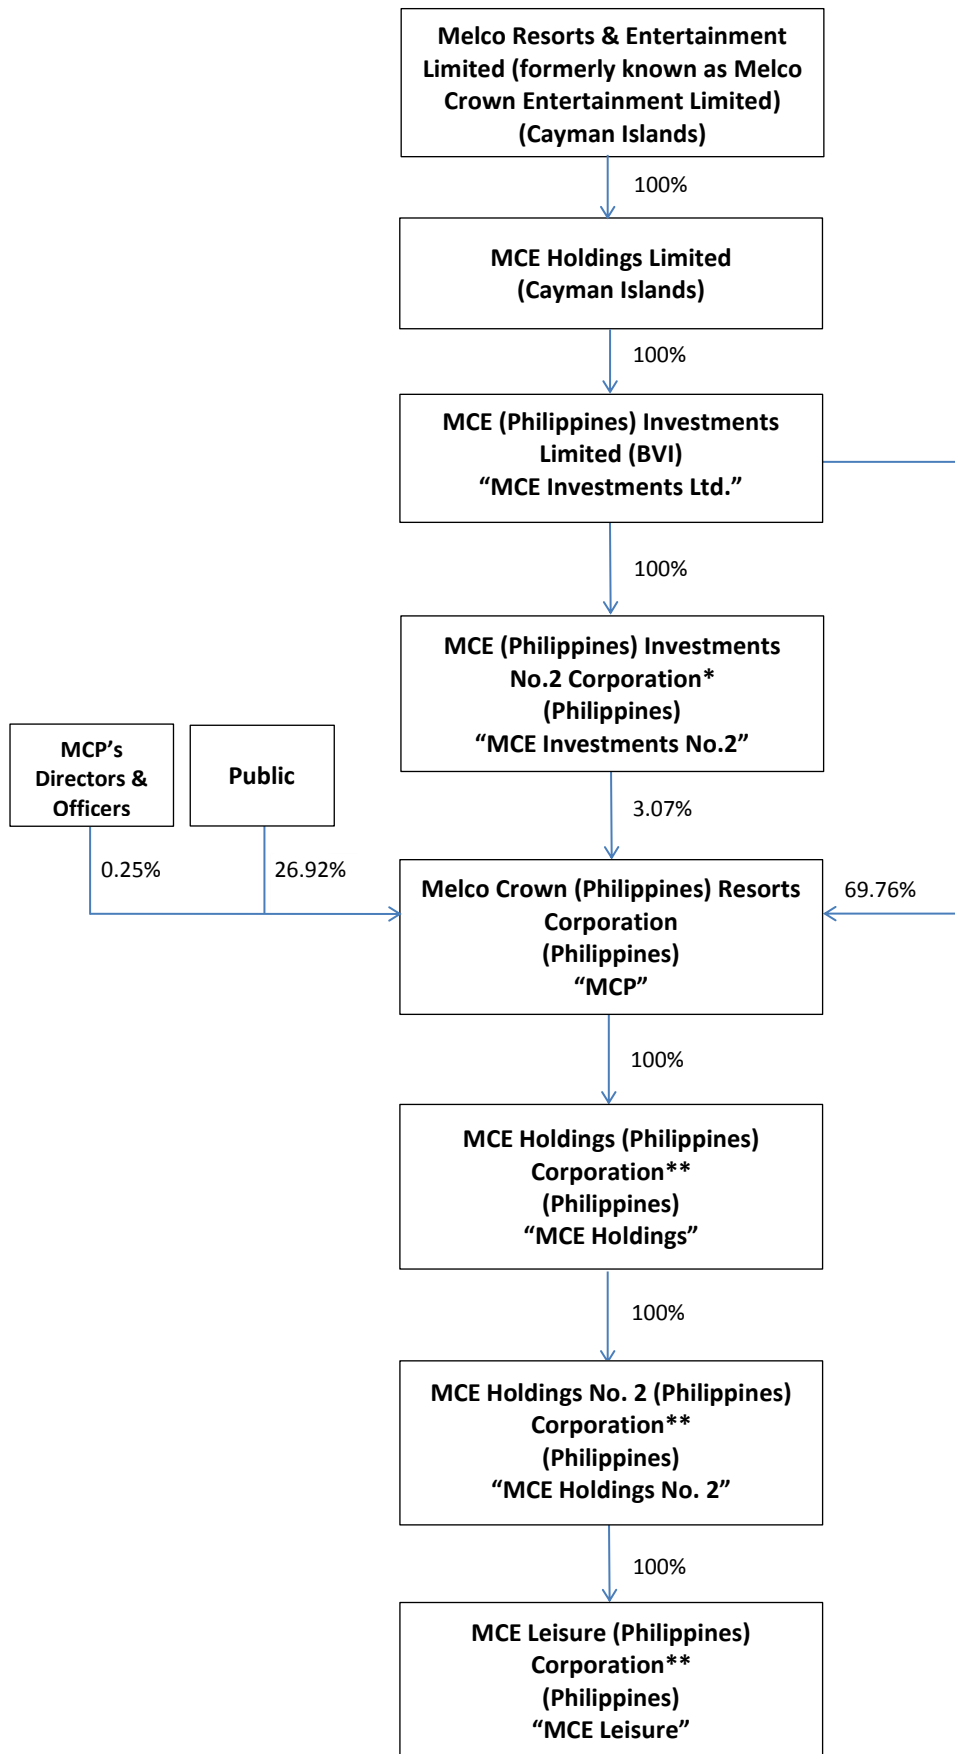 Melco Resorts & Entertainment
Limited (formerly known as Melco
Crown Entertainment Limited)
(Cayman Islands)
100%
MCE Holdings Limited
(Cayman Islands)
100%
MCE (Philippines) Investments
Limited (BVI)
“MCE Investments Ltd.”
100%
MCE (Philippines) Investments
No.2 Corporation*
(Philippines)
“MCE Investments No.2”
MCP’s
Directors &
Officers
Public
3.07%
0.25%
26.92%
69.76%
Melco Crown (Philippines) Resorts
Corporation
(Philippines)
“MCP”
100%
MCE Holdings (Philippines)
Corporation**
(Philippines)
“MCE Holdings”
100%
MCE Holdings No. 2 (Philippines)
Corporation**
(Philippines)
“MCE Holdings No. 2”
100%
MCE Leisure (Philippines)
Corporation**
(Philippines)
“MCE Leisure”